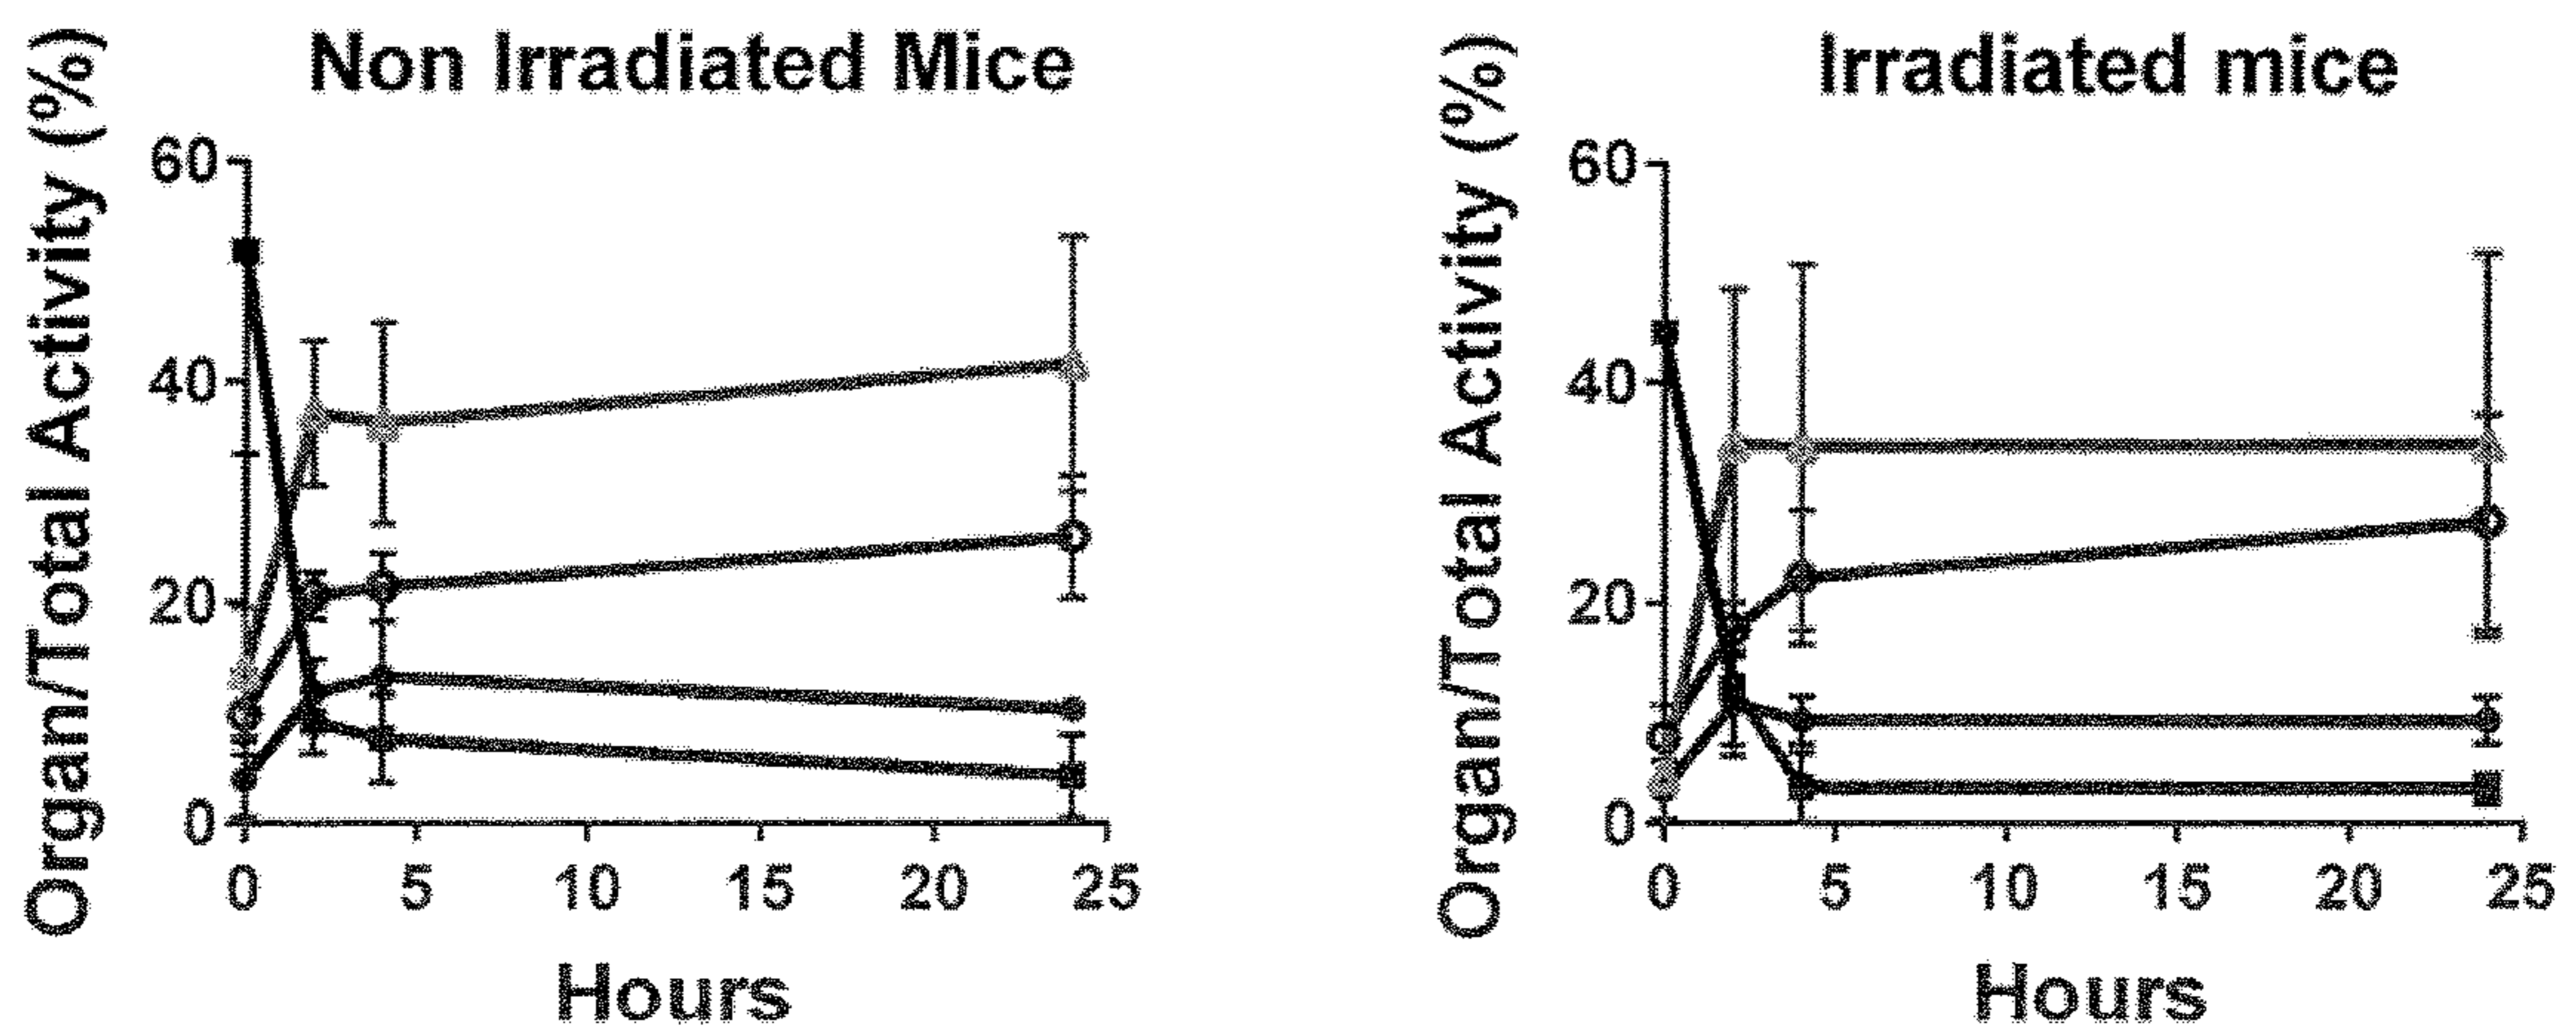 Non Irradiated Mice
Organ/Total Activity (%)
60
40
20
0
0 5 10 15 20 25
Hours
Irradiated mice
Organ/Total Activity (%)
60
40
20
0
0 5 10 15 20 25
Hours